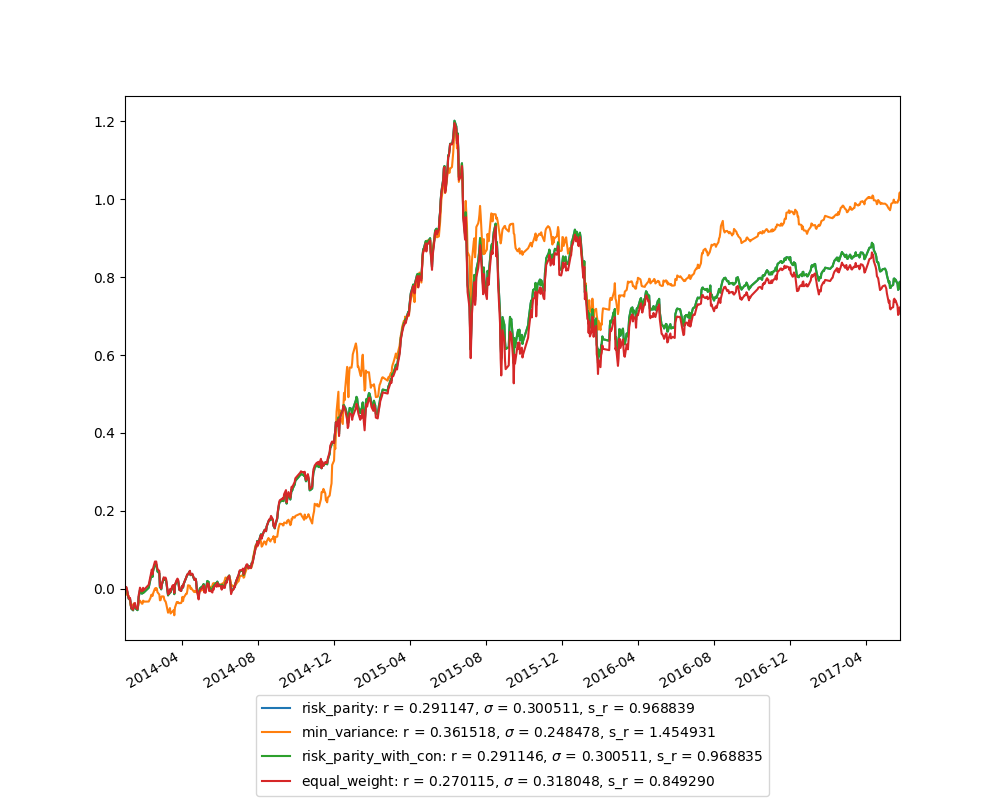 1.2
1.0
0.8
0.6
0.4
0.2
0.0
2014-04 2014-08 2014-12 2015-04 2015-08 2015-12 2016-04 2016-08 2016-12 2017-04
risk_parity: r = 0.291147, σ = 0.300511, s_r = 0.968839
min_variance: r = 0.361518, σ = 0.248478, s_r = 1.454931
risk_parity_with_con: r = 0.291146, σ = 0.300511, s_r = 0.968835
equal_weight: r = 0.270115, σ = 0.318048, s_r = 0.849290